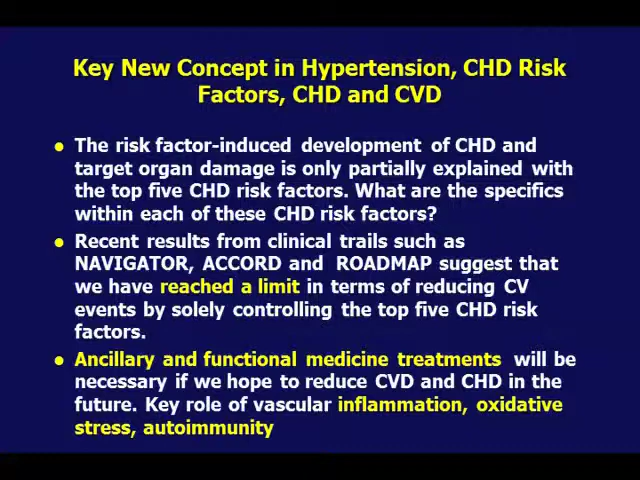 Key New Concept in Hypertension, CHD Risk
Factors, CHD and CVD
The risk factor-induced development of CHD and
target organ damage is only partially explained with
the top five CHD risk factors. What are the specifics
within each of these CHD risk factors?
Recent results from clinical trails such as
NAVIGATOR, ACCORD and ROADMAP suggest that
we have reached a limit in terms of reducing CV
events by solely controlling the top five CHD risk
factors.
Ancillary and functional medicine treatments will be
necessary if we hope to reduce CVD and CHD in the
future. Key role of vascular inflammation, oxidative
stress, autoimmunity